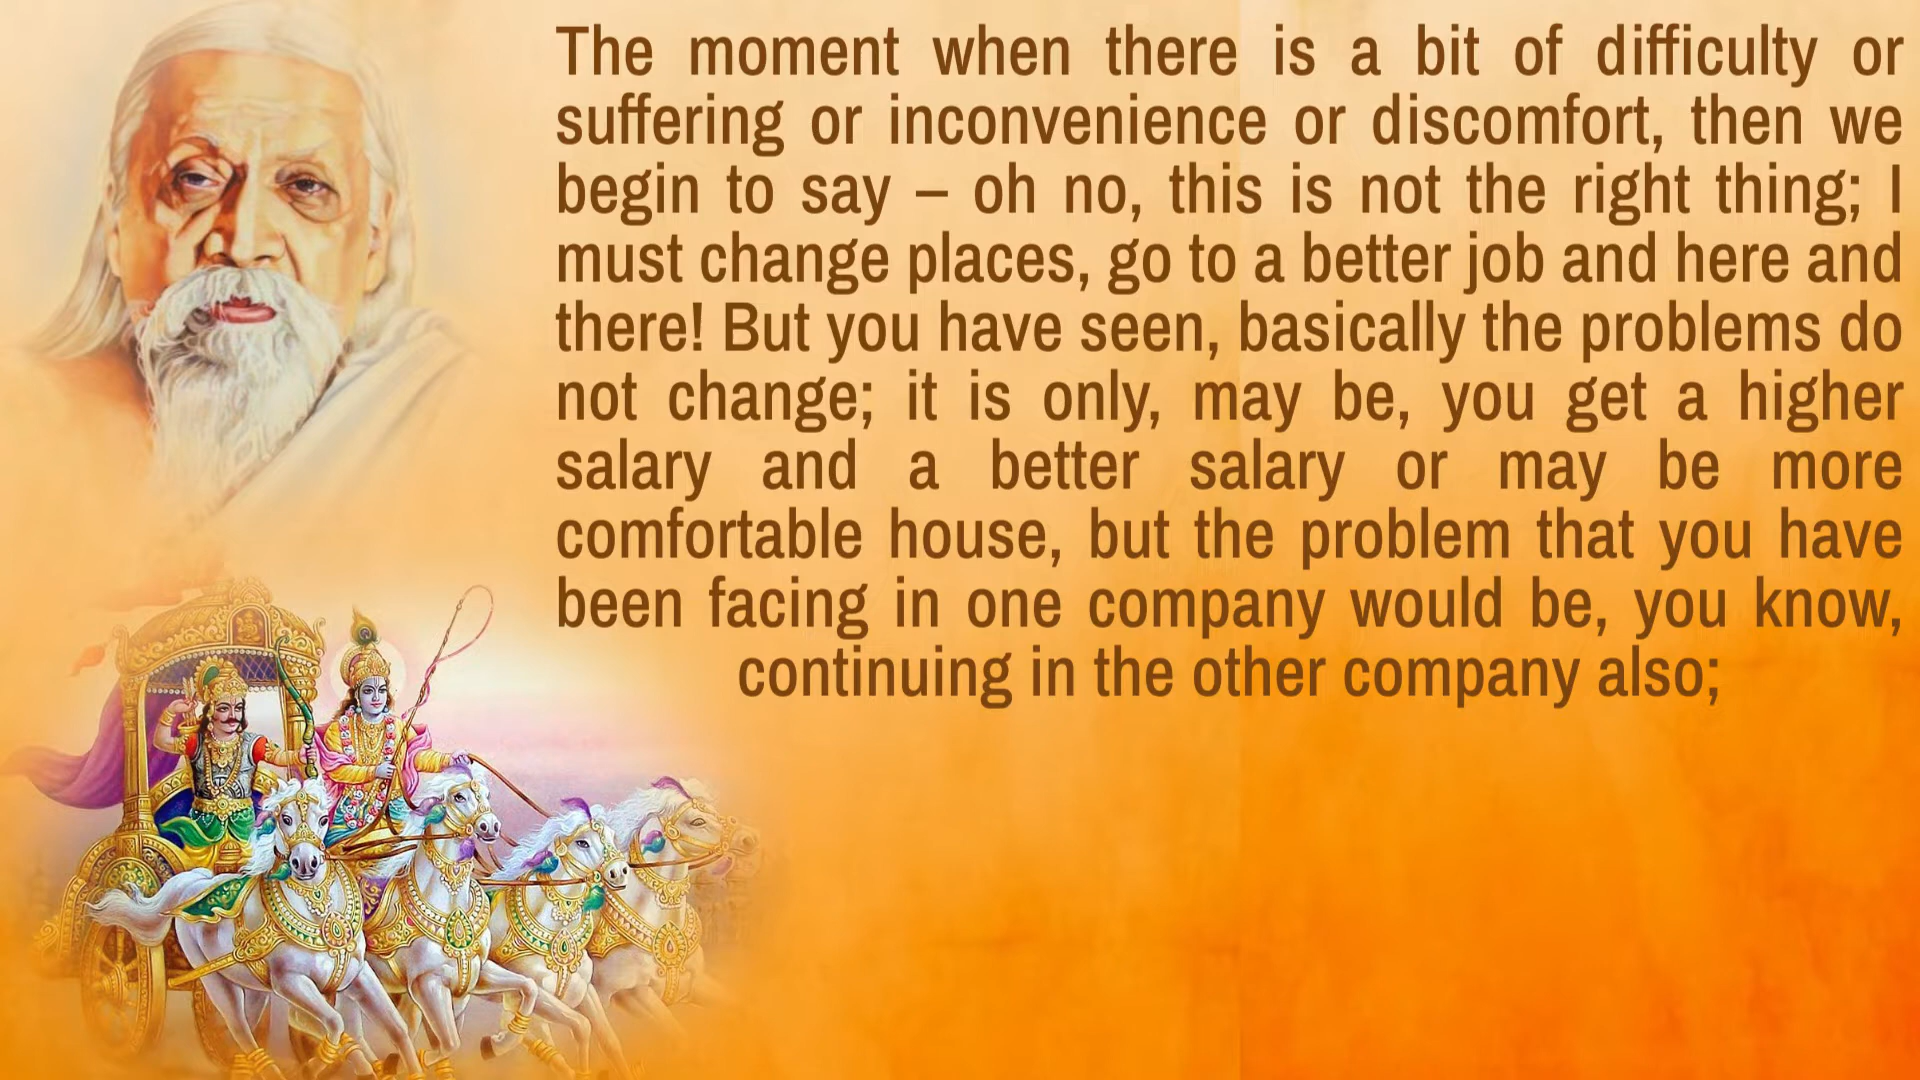 The moment when there is a bit of difficulty or
suffering or inconvenience or discomfort, then we
begin to say – oh no, this is not the right thing; I
must change places, go to a better job and here and
there! But you have seen, basically the problems do
not change; it is only, may be, you get a higher
salary and a better salary or may be more
comfortable house, but the problem that you have
been facing in one company would be, you know,
continuing in the other company also;